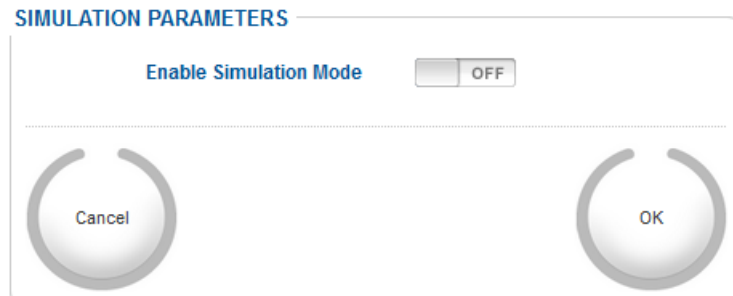 SIMULATION PARAMETERS
Enable Simulation Mode OFF
Cancel OK